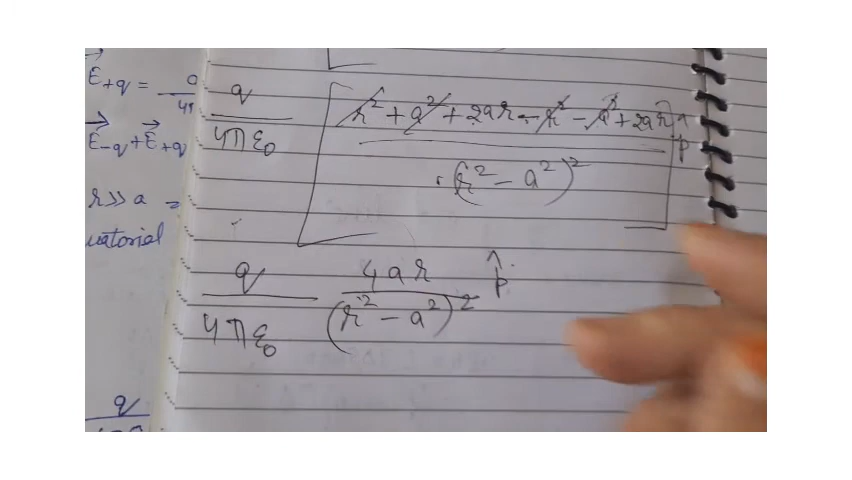 E⃗+q = q/4π
E⃗-q + E⃗+q
r >> a =
uatorial
q/4πε₀ [ (r² + a² + 2ar - r² - a² + 2ar) / (r² - a²)² ] p̂
q/4πε₀ 4ar/(r² - a²)² p̂
q